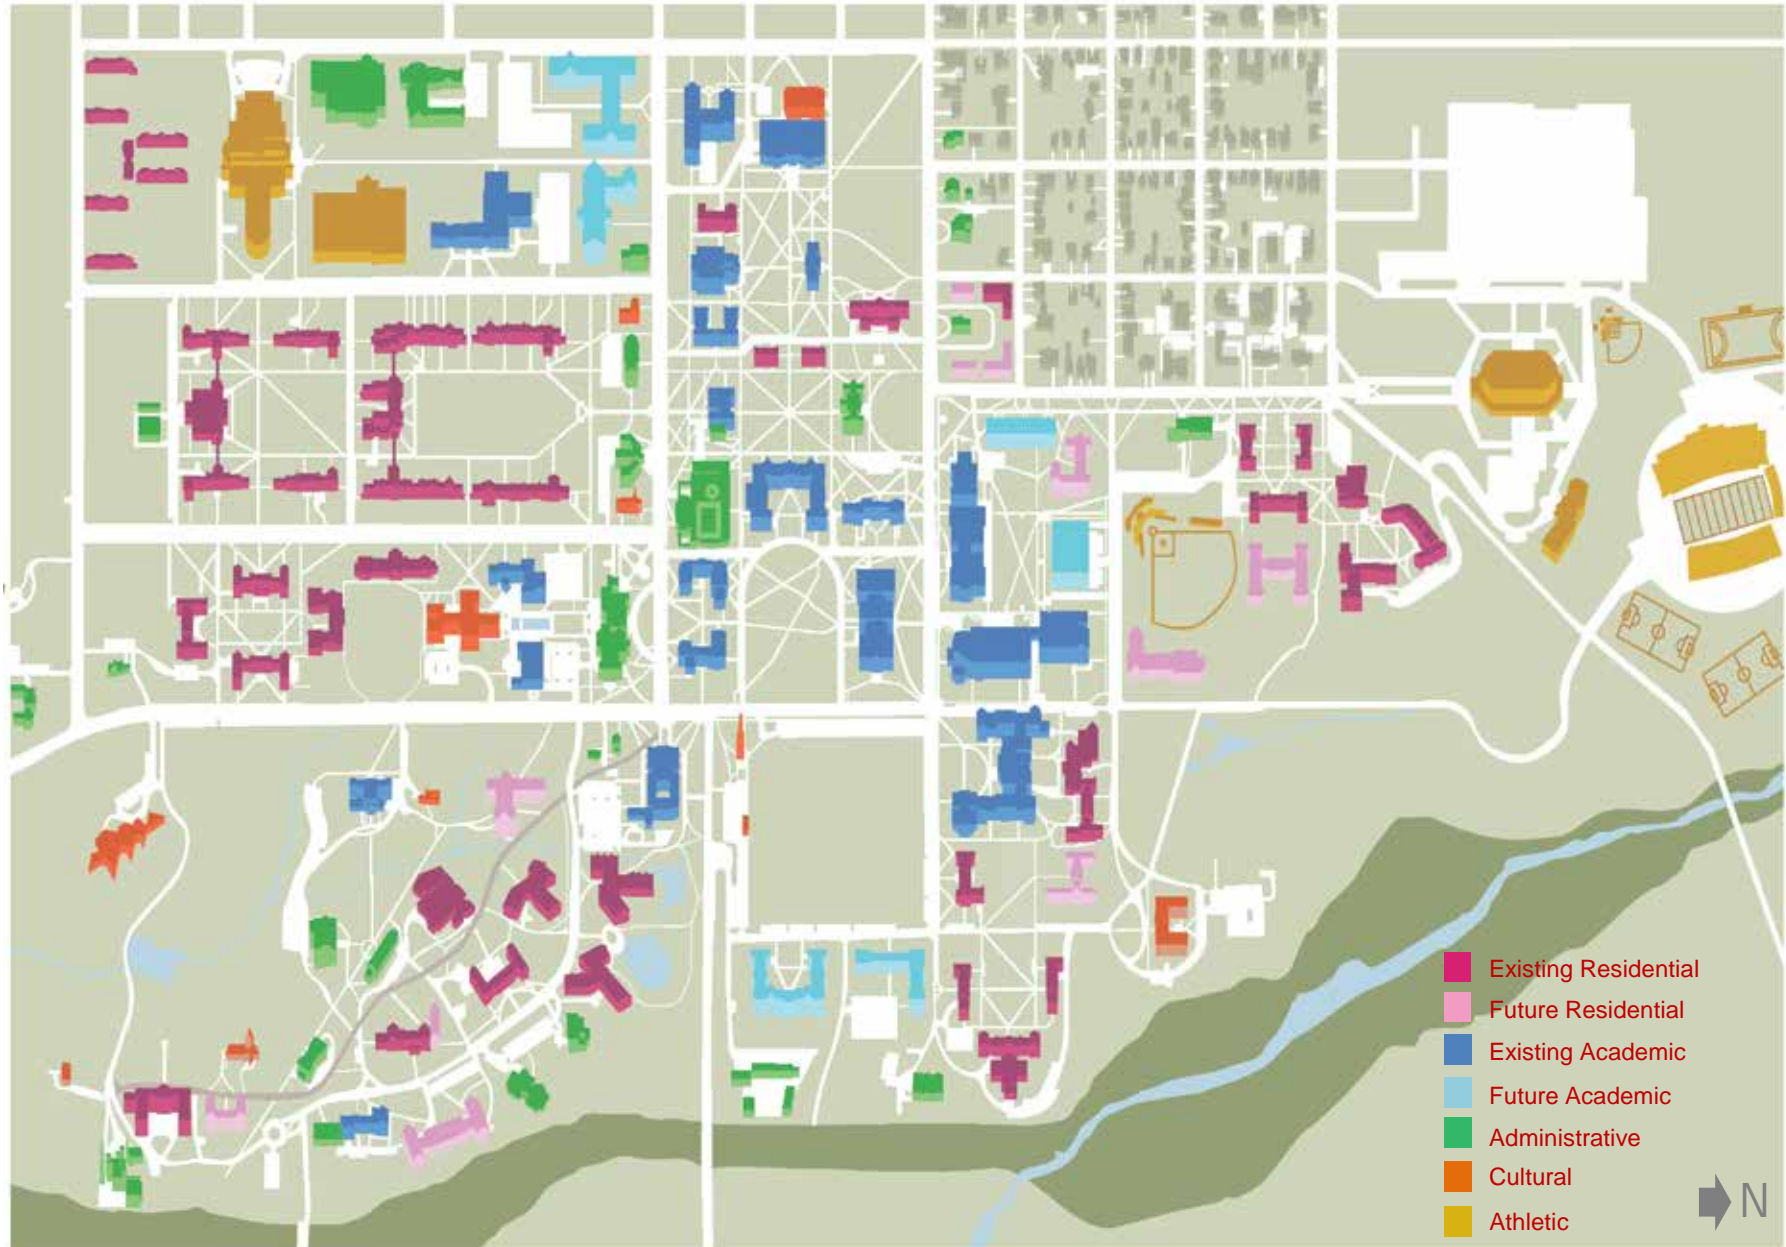 Existing Residential
Future Residential
Existing Academic
Future Academic
Administrative
Cultural
Athletic
N